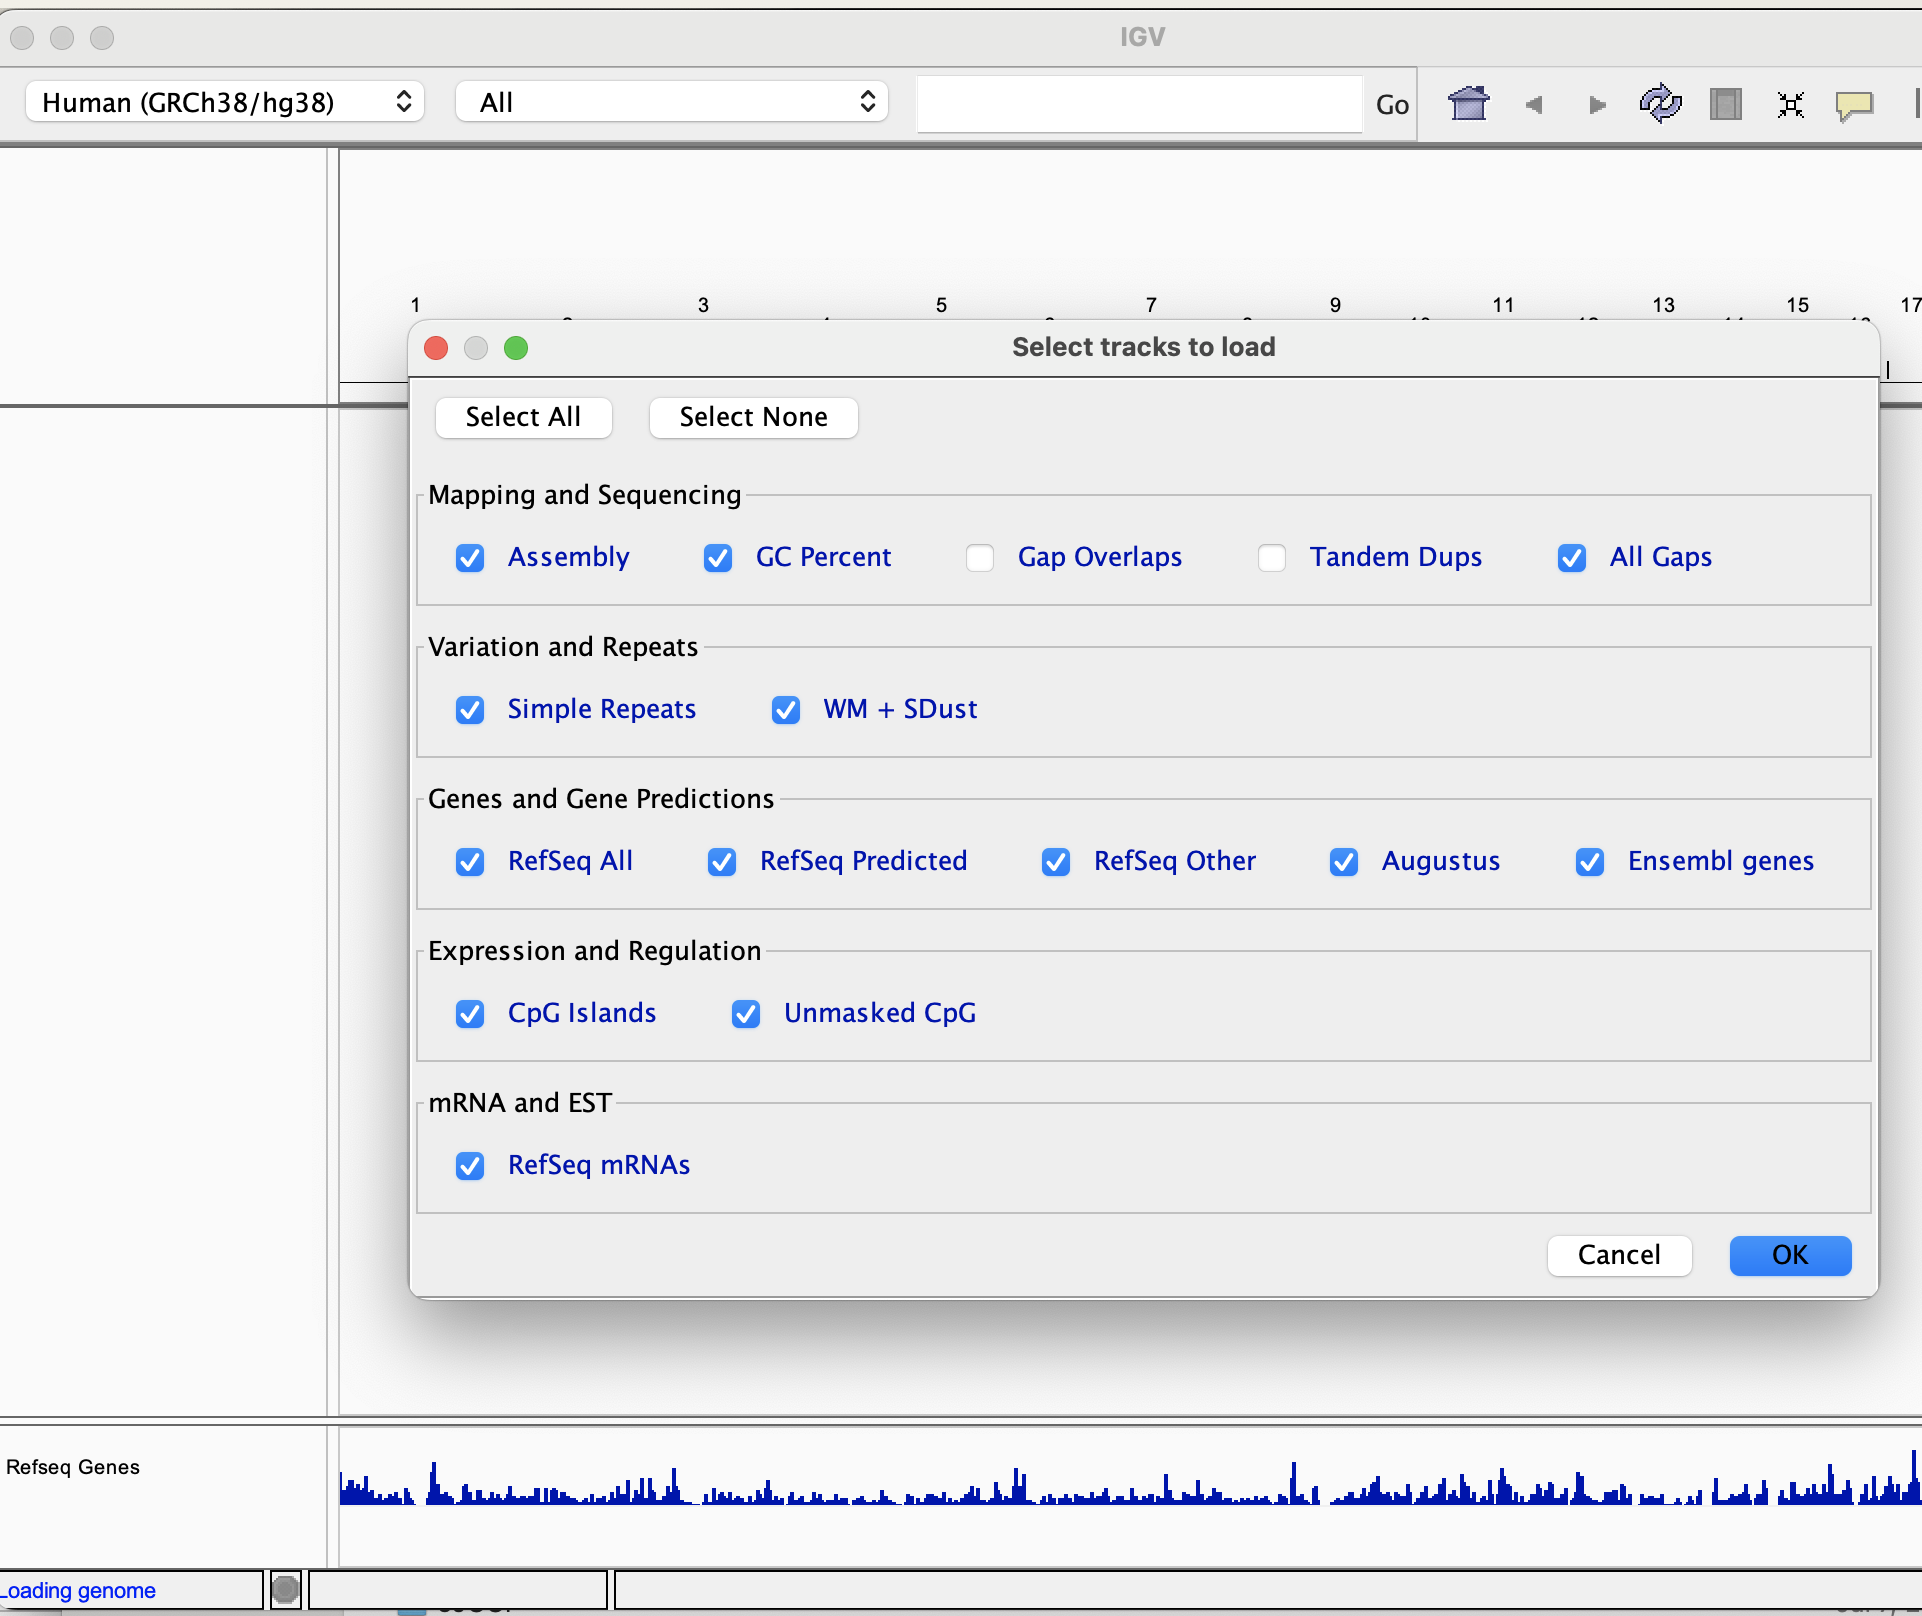 IGV
Human (GRCh38/hg38) All Go
1 3 5 7 9 11 13 15 17
Select tracks to load
Select All Select None
Mapping and Sequencing
Assembly GC Percent Gap Overlaps Tandem Dups All Gaps
Variation and Repeats
Simple Repeats WM + SDust
Genes and Gene Predictions
RefSeq All RefSeq Predicted RefSeq Other Augustus Ensembl genes
Expression and Regulation
CpG Islands Unmasked CpG
mRNA and EST
RefSeq mRNAs
Cancel OK
Refseq Genes
Loading genome